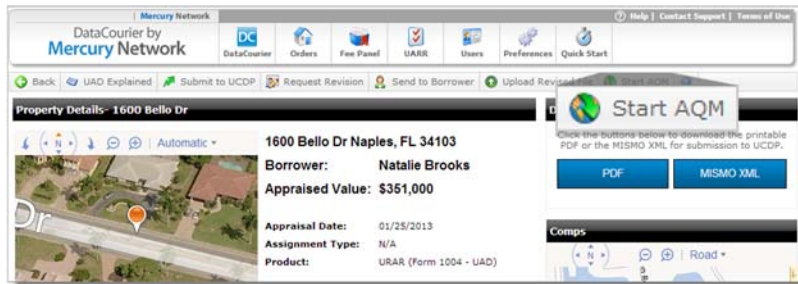 Mercury Network
Help | Contact Support | Terms of Use
DataCourier by
Mercury Network
DC
DataCourier
Orders
Fee Panel
UARR
Users
Preferences
Quick Start
Back
UAD Explained
Submit to UCDP
Request Revision
Send to Borrower
Upload Revised File
Start AQM
Property Details- 1600 Bello Dr
Start AQM
N
Automatic
1600 Bello Dr Naples, FL 34103
Borrower: Natalie Brooks
Appraised Value: $351,000
Appraisal Date: 01/25/2013
Assignment Type: N/A
Product: URAR (Form 1004 - UAD)
Dr
Click the buttons below to download the printable
PDF or the MISMO XML for submission to UCDP.
PDF
MISMO XML
Comps
N
Road